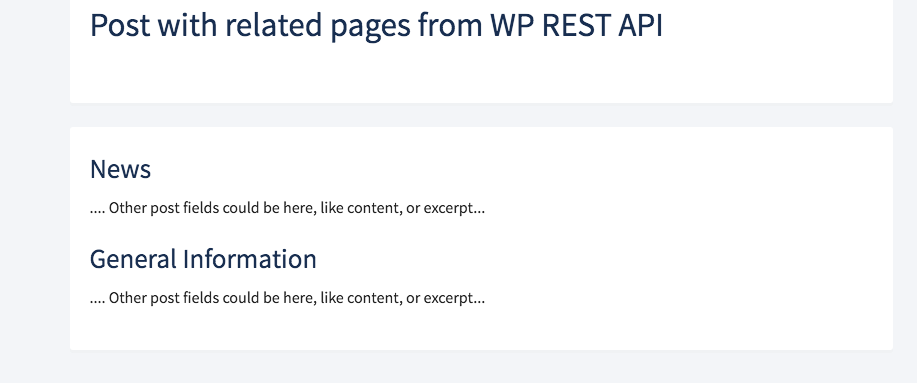 Post with related pages from WP REST API
News
.... Other post fields could be here, like content, or excerpt...
General Information
.... Other post fields could be here, like content, or excerpt...